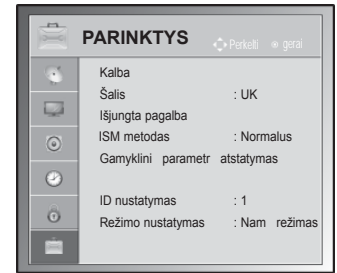 PARINKTYS Perkelti gerai
Kalba
Šalis : UK
Išjungta pagalba
ISM metodas : Normalus
Gamyklini parametr atstatymas
ID nustatymas : 1
Režimo nustatymas : Nam režimas